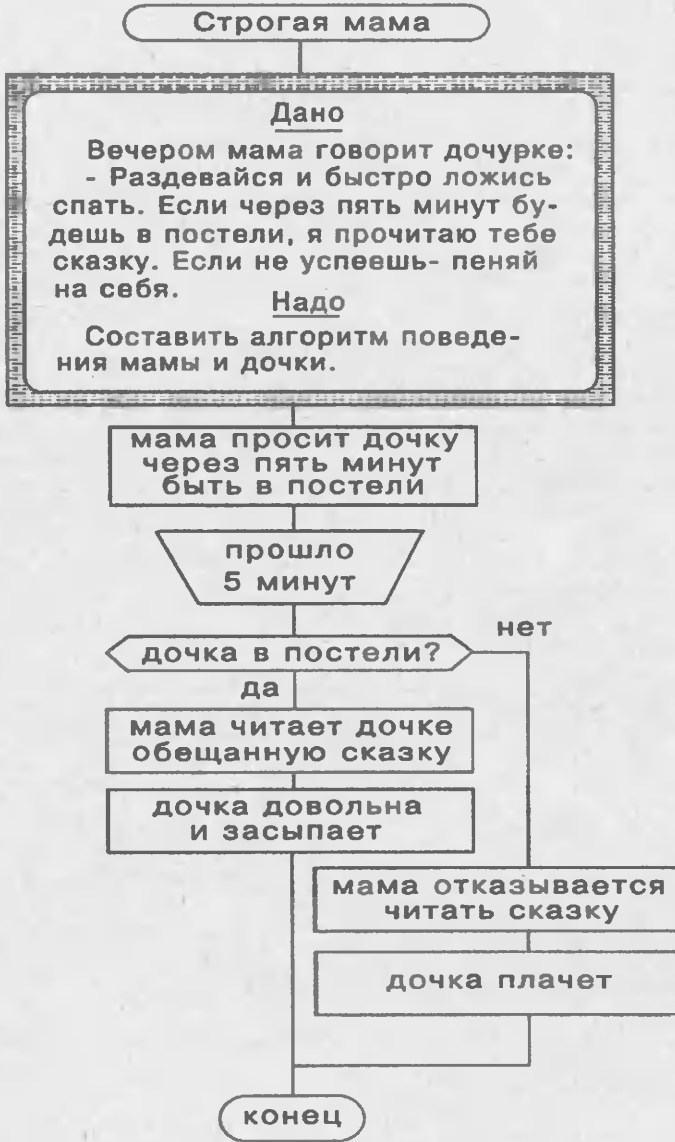 Строгая мама
Дано
Вечером мама говорит дочурке:
- Раздевайся и быстро ложись
спать. Если через пять минут бу-
дешь в постели, я прочитаю тебе
сказку. Если не успеешь- пеняй
на себя.
Надо
Составить алгоритм поведе-
ния мамы и дочки.
мама просит дочку
через пять минут
быть в постели
прошло
5 минут
дочка в постели?
нет
да
мама читает дочке
обещанную сказку
дочка довольна
и засыпает
мама отказывается
читать сказку
дочка плачет
конец